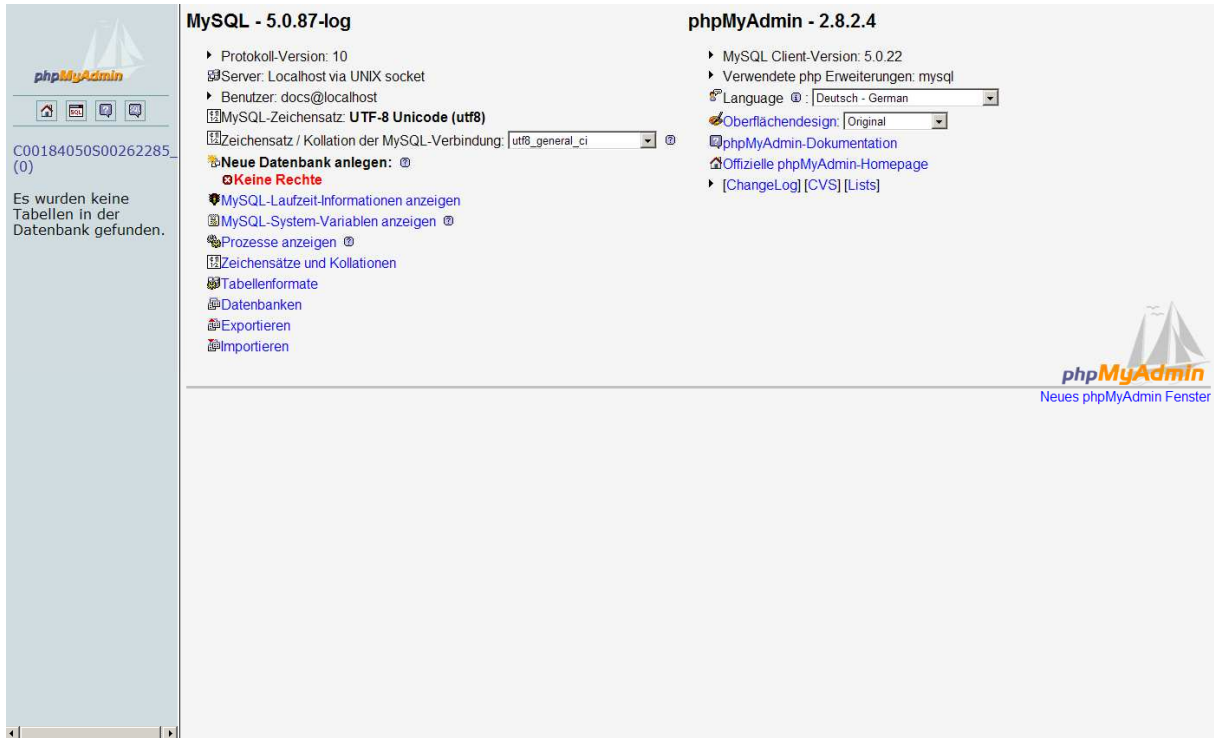 phpMyAdmin
SQL
C00184050S00262285_
(0)
Es wurden keine
Tabellen in der
Datenbank gefunden.
MySQL - 5.0.87-log
Protokoll-Version: 10
Server: Localhost via UNIX socket
Benutzer: docs@localhost
MySQL-Zeichensatz: UTF-8 Unicode (utf8)
Zeichensatz / Kollation der MySQL-Verbindung: utf8_general_ci
Neue Datenbank anlegen:
Keine Rechte
MySQL-Laufzeit-Informationen anzeigen
MySQL-System-Variablen anzeigen
Prozesse anzeigen
Zeichensätze und Kollationen
Tabellenformate
Datenbanken
Exportieren
Importieren
phpMyAdmin - 2.8.2.4
MySQL Client-Version: 5.0.22
Verwendete php Erweiterungen: mysql
Language : Deutsch - German
Oberflächendesign: Original
phpMyAdmin-Dokumentation
Offizielle phpMyAdmin-Homepage
[ChangeLog] [CVS] [Lists]
phpMyAdmin
Neues phpMyAdmin Fenster